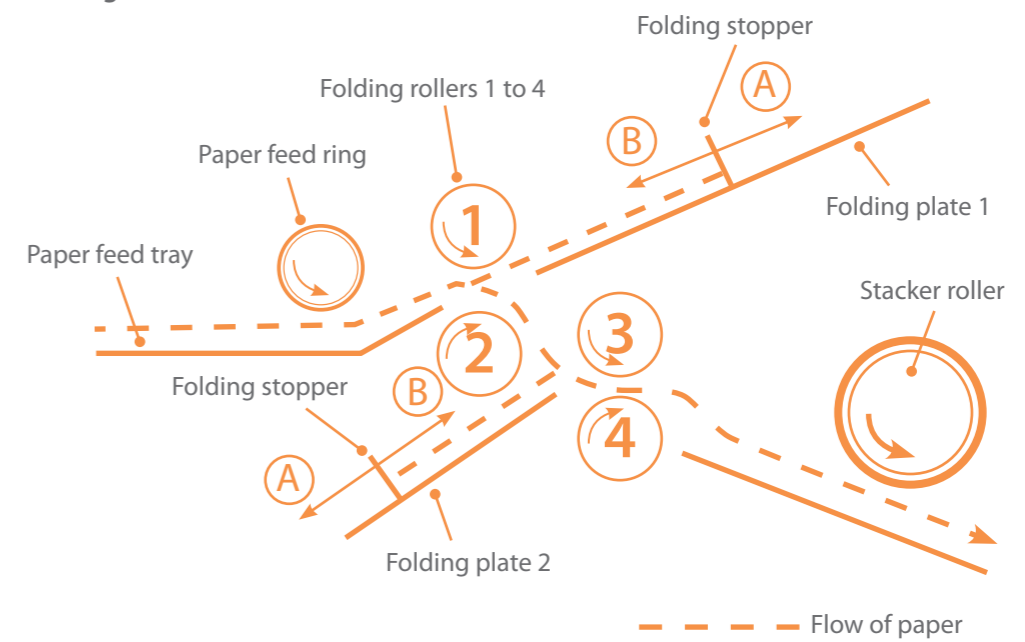 Folding stopper
A
Folding rollers 1 to 4
B
Paper feed ring
1
Folding plate 1
Paper feed tray
Stacker roller
3
2
Folding stopper
B
4
A
Folding plate 2
Flow of paper